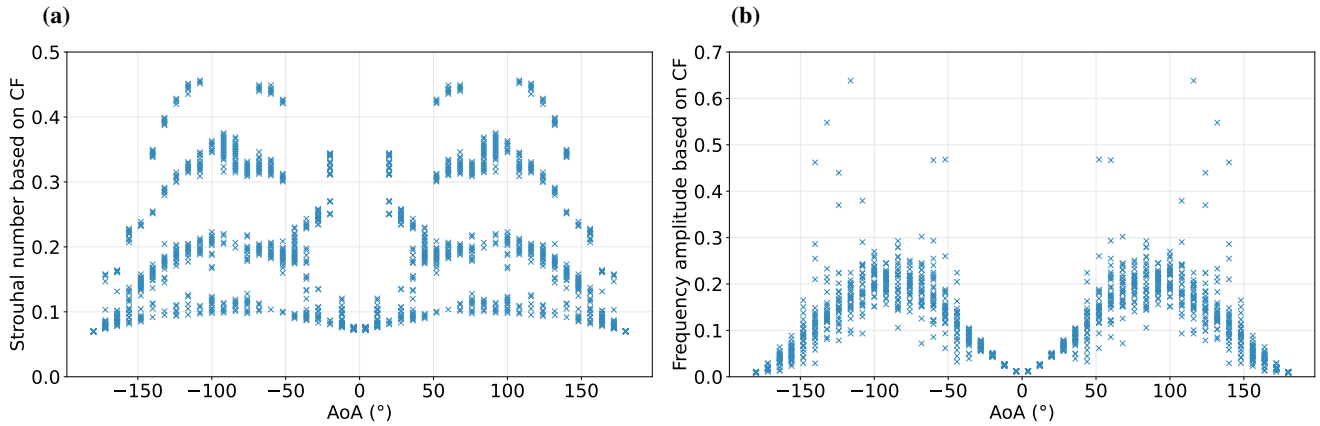 (a)
Strouhal number based on CF
0.5
0.4
0.3
0.2
0.1
0.0
−150 −100 −50 0 50 100 150
AoA (°)
(b)
Frequency amplitude based on CF
0.7
0.6
0.5
0.4
0.3
0.2
0.1
0.0
−150 −100 −50 0 50 100 150
AoA (°)